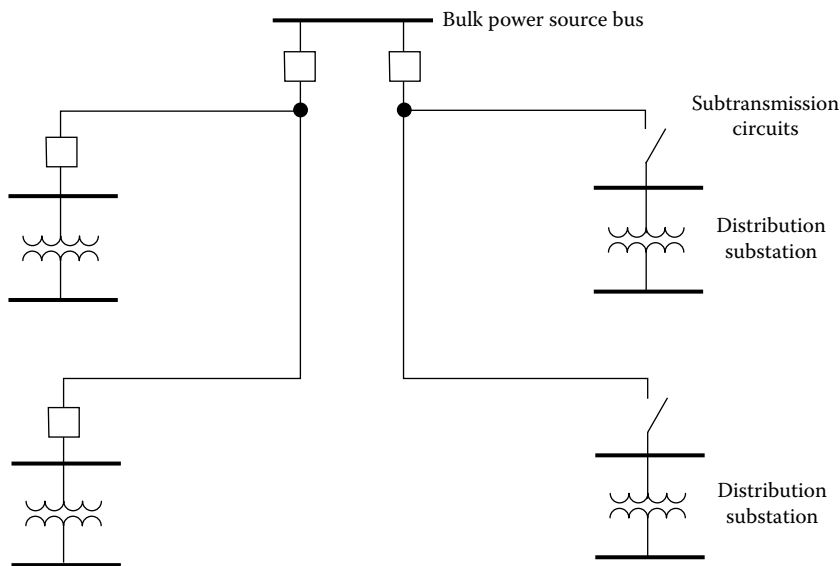 Bulk power source bus
Subtransmission
circuits
Distribution
substation
Distribution
substation